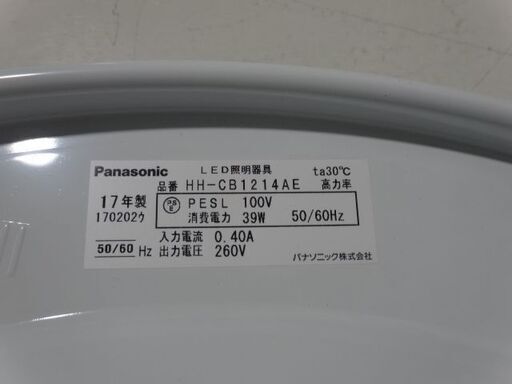 Panasonic LED照明器具 ta30℃
17年製 品番 HH-CB1214AE 高力率
170202ウ PSE PESL 100V
消費電力 39W 50/60Hz
入力電流 0.40A
50/60 Hz 出力電圧 260V
パナソニック株式会社